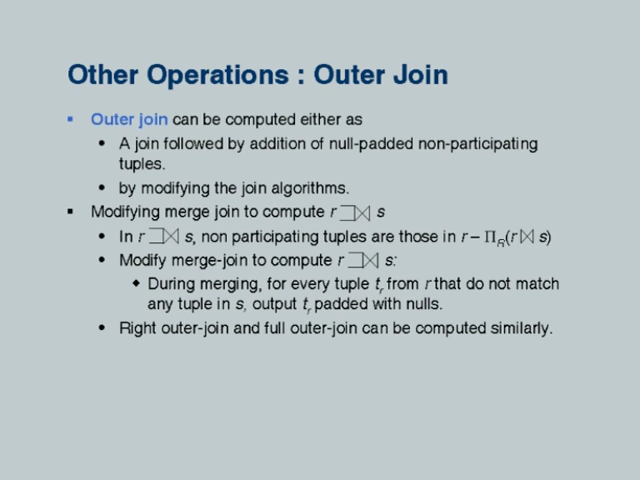 Other Operations : Outer Join
▪ Outer join can be computed either as
• A join followed by addition of null-padded non-participating
tuples.
• by modifying the join algorithms.
▪ Modifying merge join to compute r ⟕ s
• In r ⟕ s, non participating tuples are those in r – Π_R(r ⋈ s)
• Modify merge-join to compute r ⟕ s:
◆ During merging, for every tuple t_r from r that do not match
any tuple in s, output t_r padded with nulls.
• Right outer-join and full outer-join can be computed similarly.